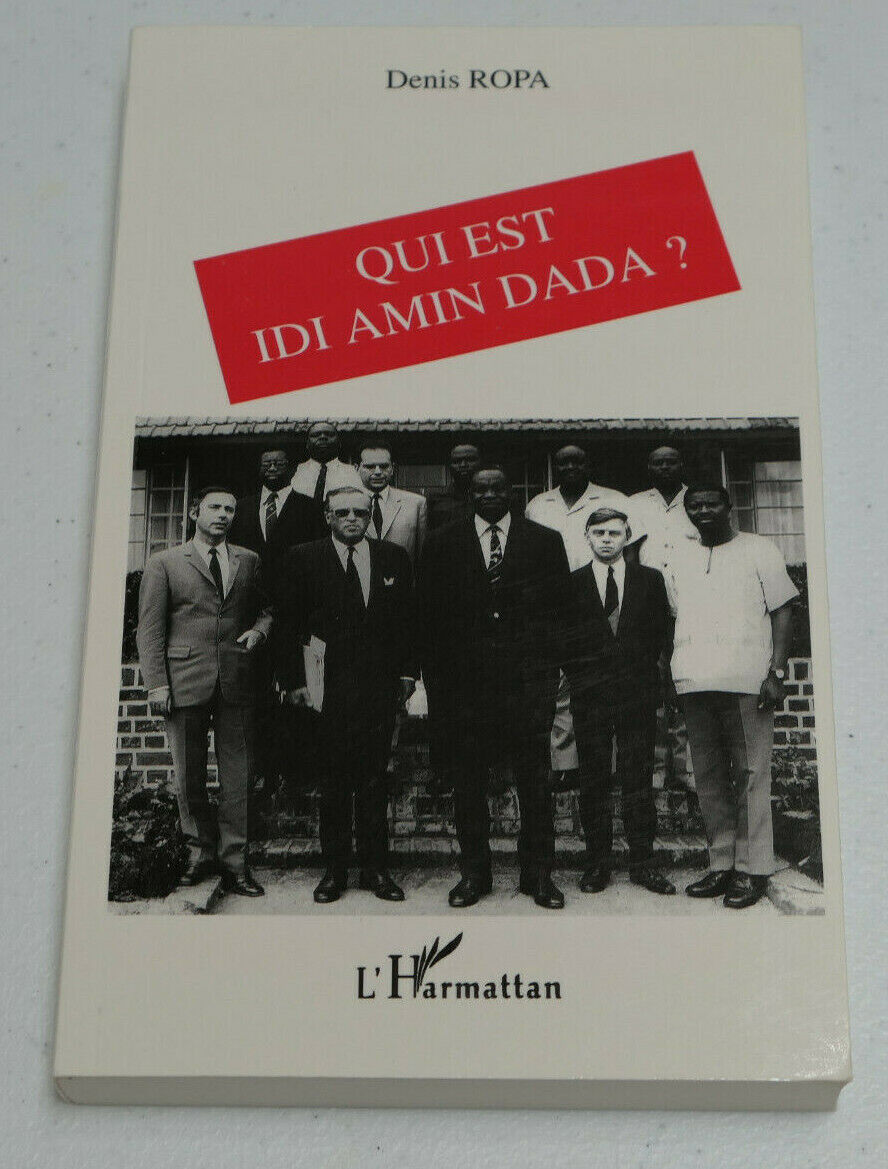 Denis ROPA
QUI EST
IDI AMIN DADA ?
L'Harmattan